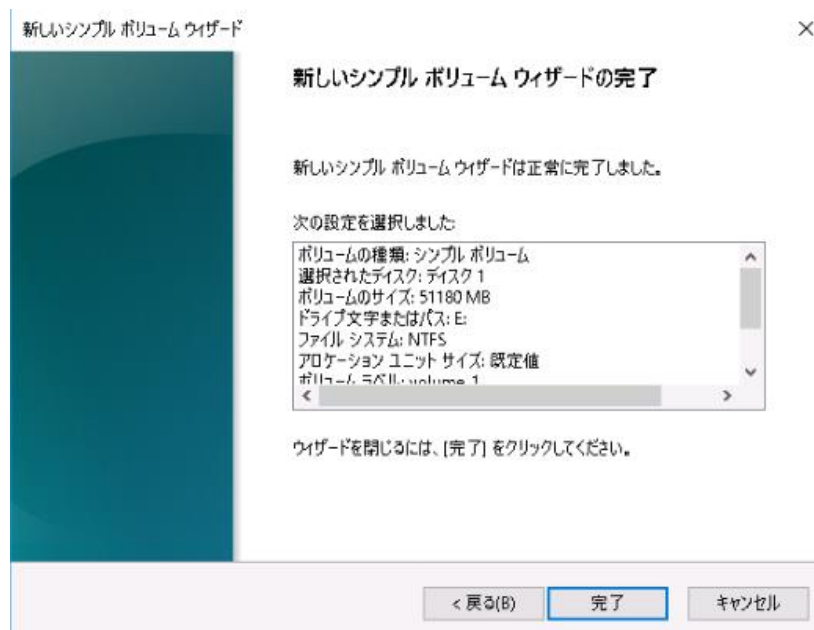 新しいシンプル ボリューム ウィザード
新しいシンプル ボリューム ウィザードの完了
新しいシンプル ボリューム ウィザードは正常に完了しました。
次の設定を選択しました:
ボリュームの種類: シンプル ボリューム
選択されたディスク: ディスク 1
ボリュームのサイズ: 51180 MB
ドライブ文字またはパス: E:
ファイル システム: NTFS
アロケーション ユニット サイズ: 既定値
ボリューム ラベル: volume_1
ウィザードを閉じるには、[完了] をクリックしてください。
< 戻る(B)
完了
キャンセル